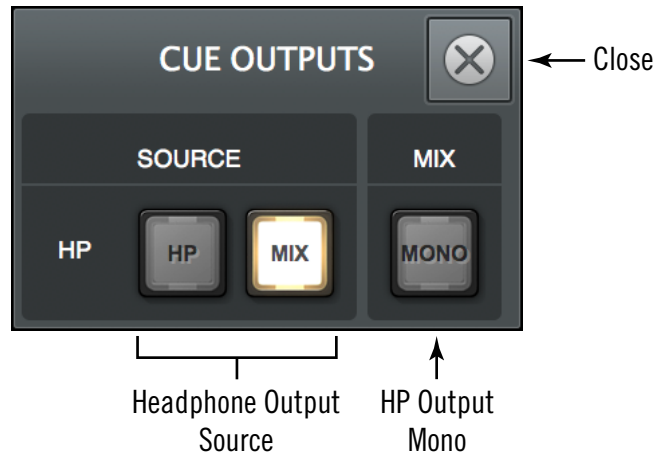 CUE OUTPUTS
Close
SOURCE
MIX
HP
HP
MIX
MONO
Headphone Output
Source
HP Output
Mono